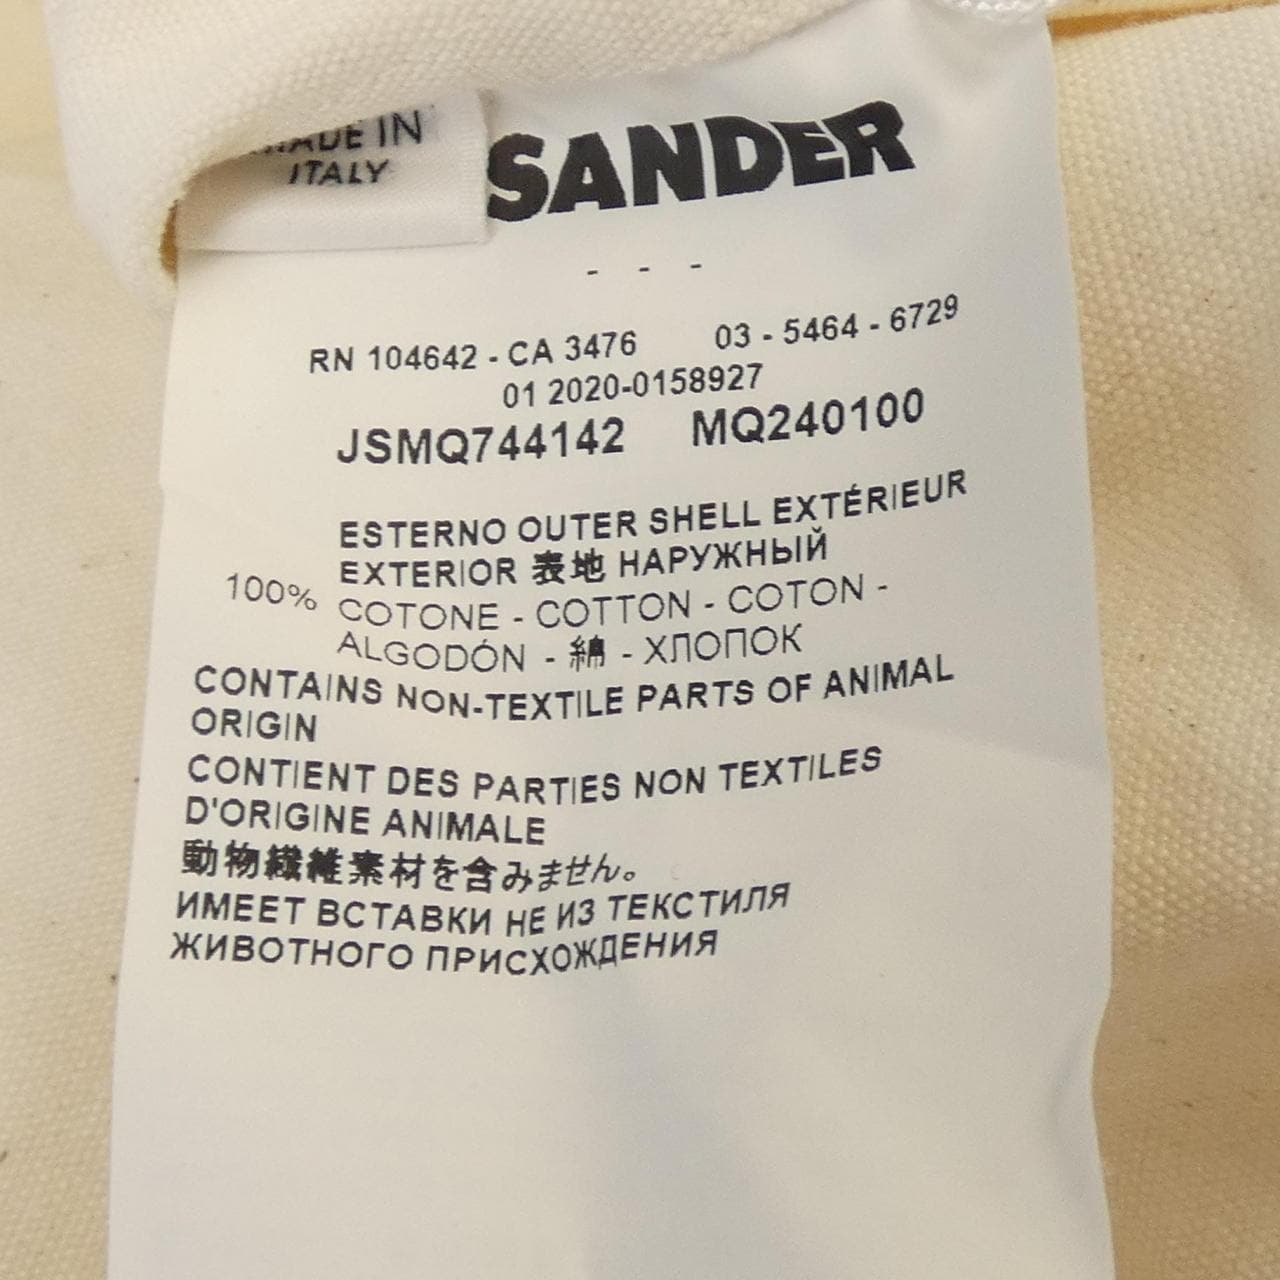 MADE IN
ITALY
SANDER
- - -
RN 104642 - CA 3476 03 - 5464 - 6729
01 2020-0158927
JSMQ744142 MQ240100
ESTERNO OUTER SHELL EXTÉRIEUR
EXTERIOR 表地 НАРУЖНЫЙ
100% COTONE - COTTON - COTON -
ALGODÓN - 綿 - ХЛОПОК
CONTAINS NON-TEXTILE PARTS OF ANIMAL
ORIGIN
CONTIENT DES PARTIES NON TEXTILES
D'ORIGINE ANIMALE
動物繊維素材を含みません。
ИМЕЕТ ВСТАВКИ НЕ ИЗ ТЕКСТИЛЯ
ЖИВОТНОГО ПРИСХОЖДЕНИЯ